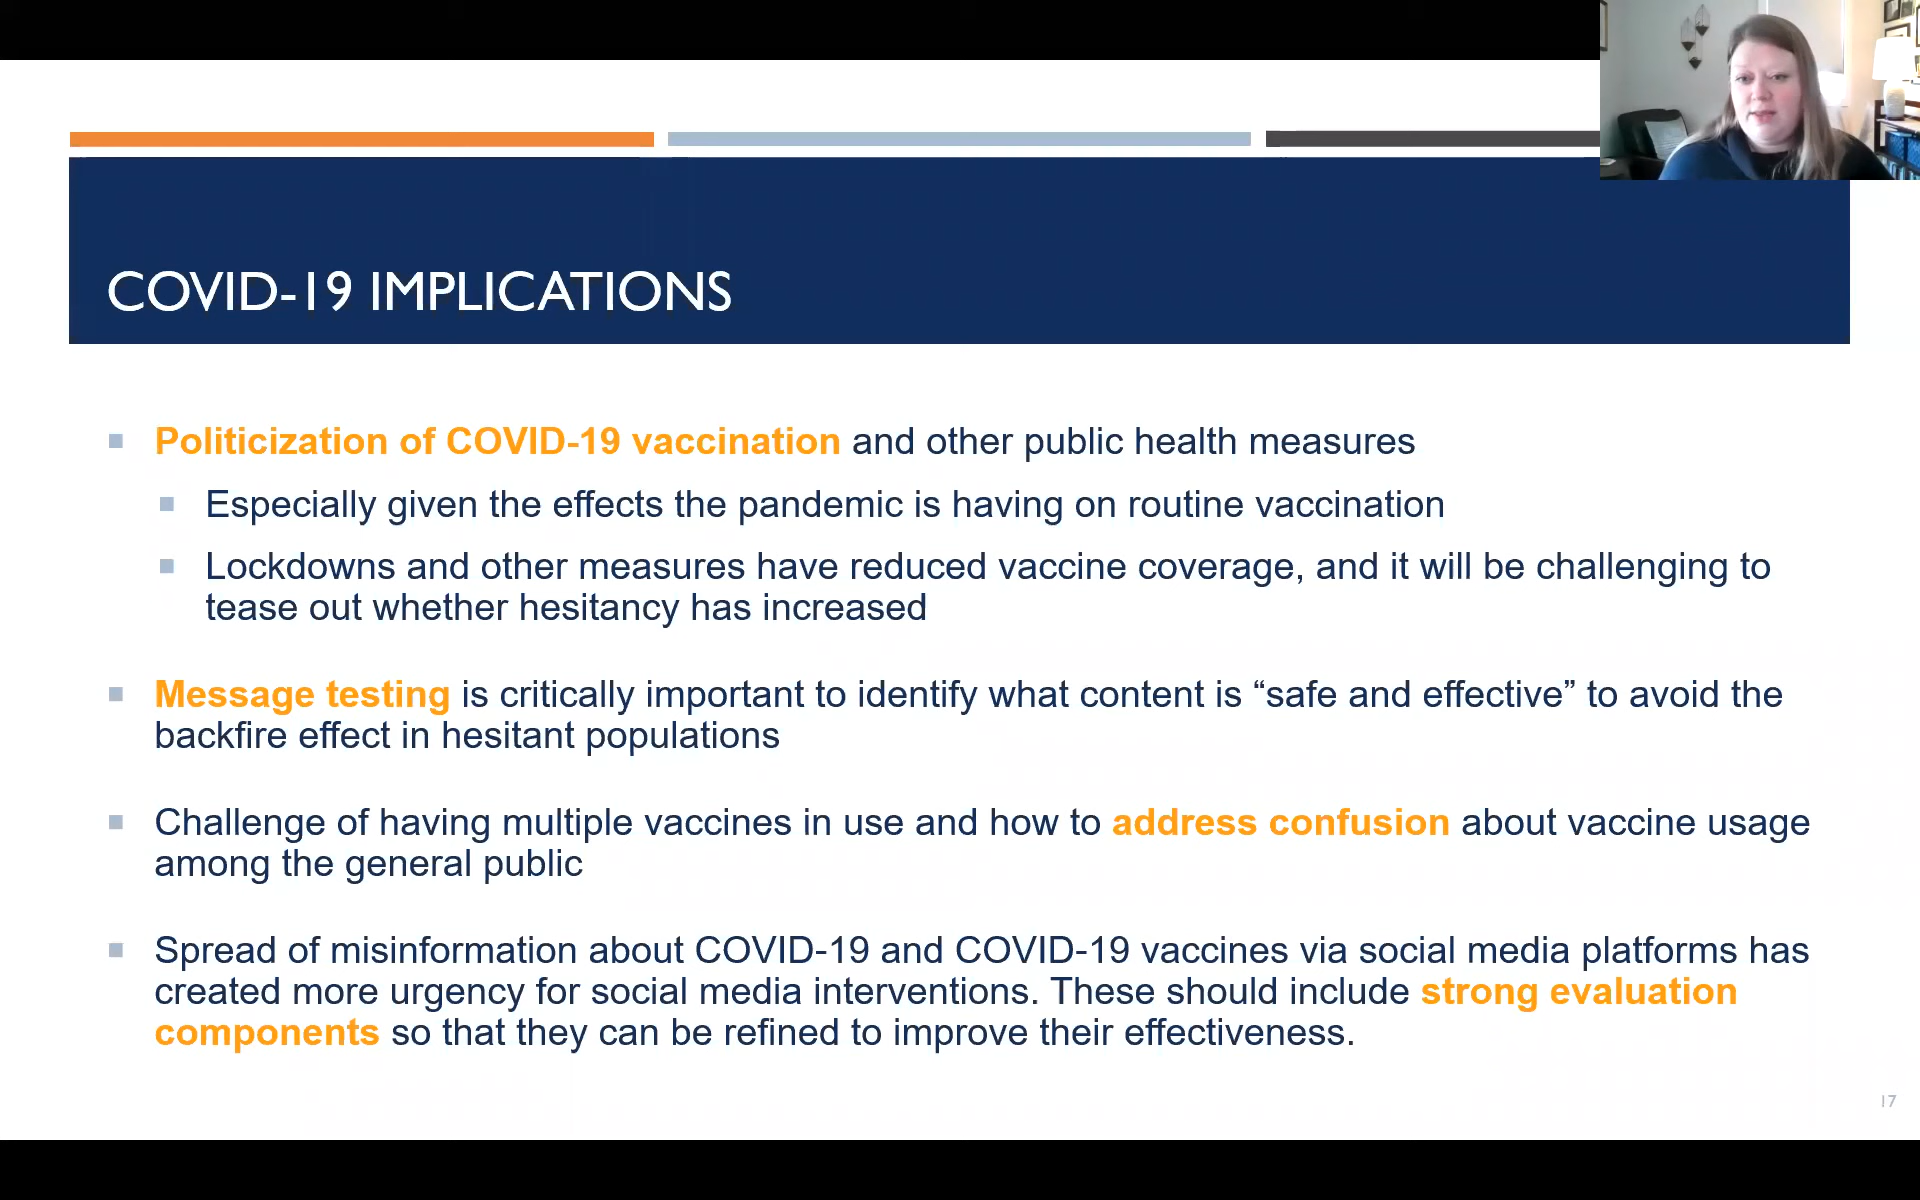 COVID-19 IMPLICATIONS
Politicization of COVID-19 vaccination and other public health measures
Especially given the effects the pandemic is having on routine vaccination
Lockdowns and other measures have reduced vaccine coverage, and it will be challenging to
tease out whether hesitancy has increased
Message testing is critically important to identify what content is “safe and effective” to avoid the
backfire effect in hesitant populations
Challenge of having multiple vaccines in use and how to address confusion about vaccine usage
among the general public
Spread of misinformation about COVID-19 and COVID-19 vaccines via social media platforms has
created more urgency for social media interventions. These should include strong evaluation
components so that they can be refined to improve their effectiveness.
17